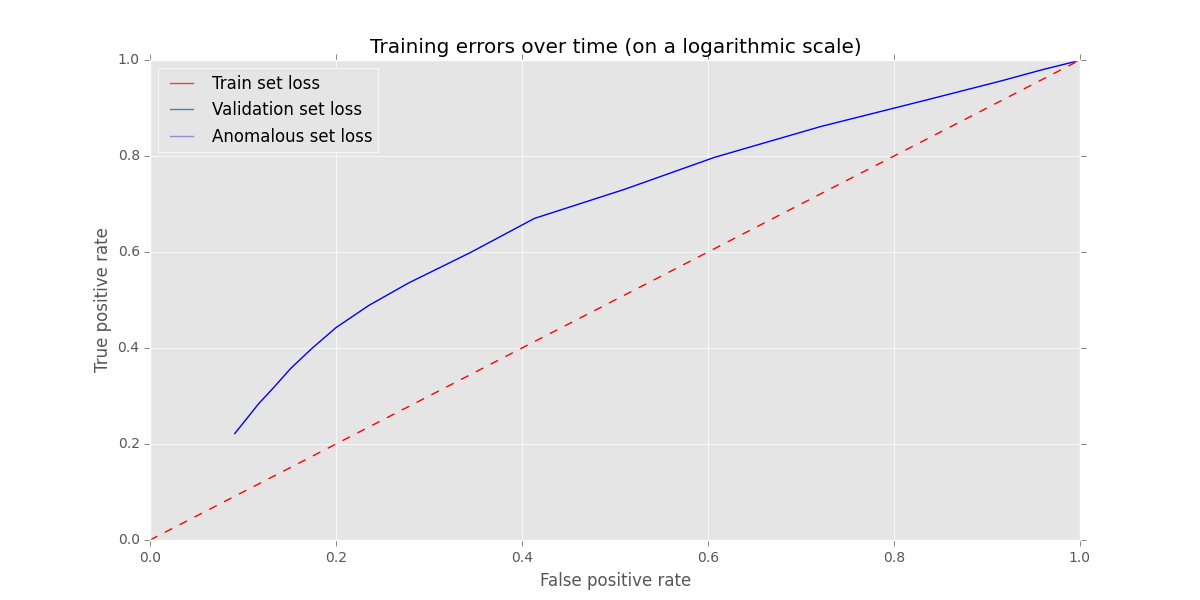 Training errors over time (on a logarithmic scale)
Train set loss
Validation set loss
Anomalous set loss
1.0
0.8
0.6
0.4
0.2
0.0
True positive rate
0.0 0.2 0.4 0.6 0.8 1.0
False positive rate